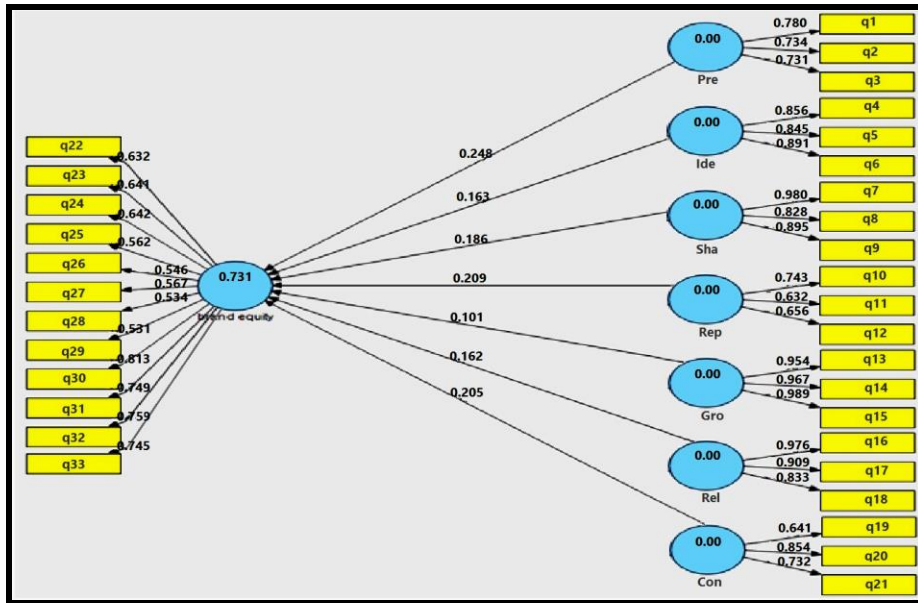 q22
q23
q24
q25
q26
q27
q28
q29
q30
q31
q32
q33
0.632
0.641
0.642
0.562
0.546
0.567
0.534
0.531
0.813
0.749
0.759
0.745
0.731
equity
0.248
0.163
0.186
0.209
0.101
0.162
0.205
0.00
Pre
0.780
0.734
0.731
q1
q2
q3
0.00
Ide
0.856
0.845
0.891
q4
q5
q6
0.00
Sha
0.980
0.828
0.895
q7
q8
q9
0.00
Rep
0.743
0.632
0.656
q10
q11
q12
0.00
Gro
0.954
0.967
0.989
q13
q14
q15
0.00
Rel
0.976
0.909
0.833
q16
q17
q18
0.00
Con
0.641
0.854
0.732
q19
q20
q21